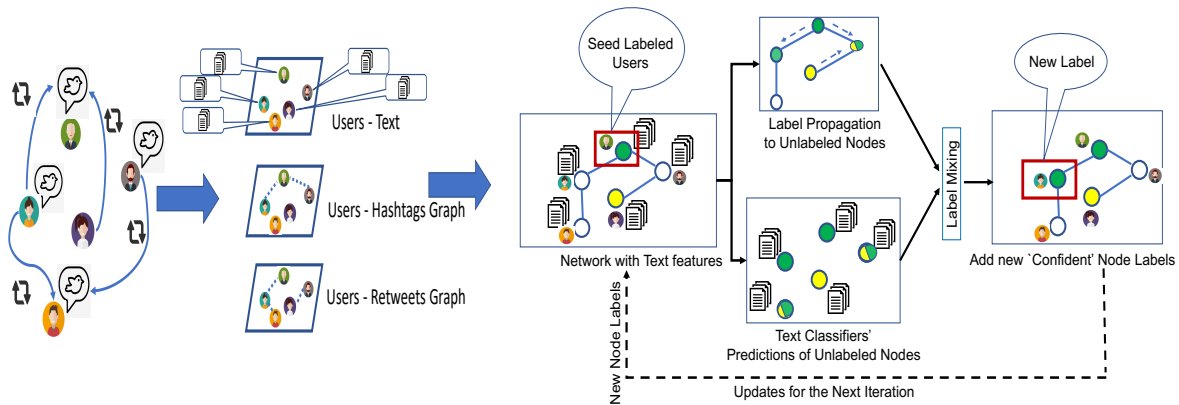 Users - Text
Users - Hashtags Graph
Users - Retweets Graph
Seed Labeled
Users
Network with Text features
Label Propagation
to Unlabeled Nodes
Text Classifiers'
Predictions of Unlabeled Nodes
Label Mixing
New Label
Add new `Confident' Node Labels
New Node Labels
Updates for the Next Iteration